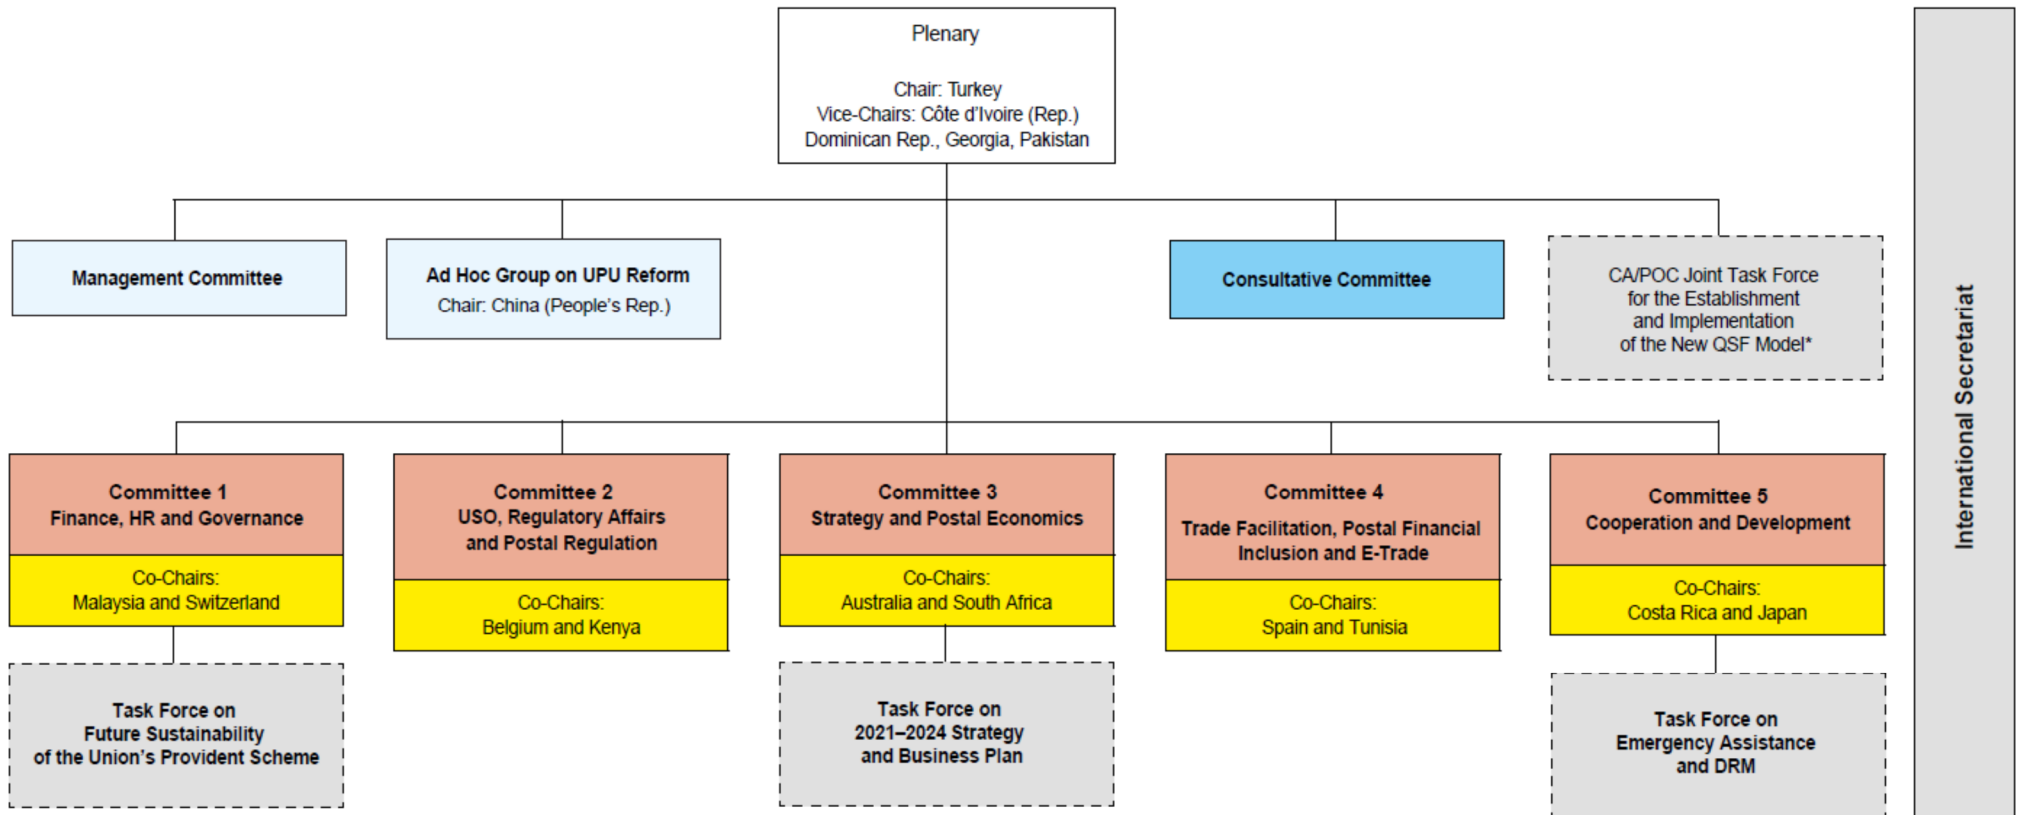 Plenary
Chair: Turkey
Vice-Chairs: Côte d’Ivoire (Rep.)
Dominican Rep., Georgia, Pakistan
Management Committee
Ad Hoc Group on UPU Reform
Chair: China (People’s Rep.)
Consultative Committee
CA/POC Joint Task Force
for the Establishment
and Implementation
of the New QSF Model*
International Secretariat
Committee 1
Finance, HR and Governance
Co-Chairs:
Malaysia and Switzerland
Task Force on
Future Sustainability
of the Union’s Provident Scheme
Committee 2
USO, Regulatory Affairs
and Postal Regulation
Co-Chairs:
Belgium and Kenya
Committee 3
Strategy and Postal Economics
Co-Chairs:
Australia and South Africa
Task Force on
2021–2024 Strategy
and Business Plan
Committee 4
Trade Facilitation, Postal Financial
Inclusion and E-Trade
Co-Chairs:
Spain and Tunisia
Committee 5
Cooperation and Development
Co-Chairs:
Costa Rica and Japan
Task Force on
Emergency Assistance
and DRM